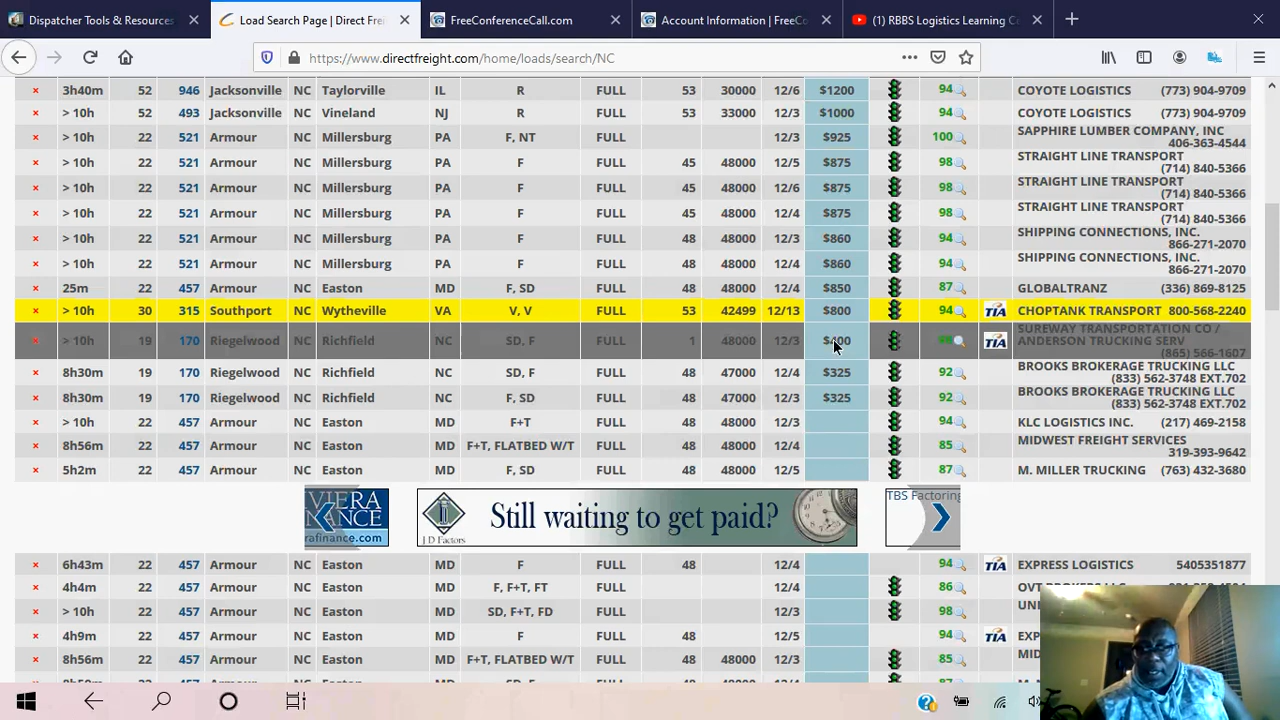 Dispatcher Tools & Resources × Load Search Page | Direct Frei × FreeConferenceCall.com × Account Information | FreeCo × (1) RBBS Logistics Learning C × +
https://www.directfreight.com/home/loads/search/NC
× 3h40m 52 946 Jacksonville NC Taylorville IL R FULL 53 30000 12/6 $1200 94 COYOTE LOGISTICS (773) 904-9709
× > 10h 52 493 Jacksonville NC Vineland NJ R FULL 53 33000 12/3 $1000 94 COYOTE LOGISTICS (773) 904-9709
× > 10h 22 521 Armour NC Millersburg PA F, NT FULL 12/3 $925 100 SAPPHIRE LUMBER COMPANY, INC 406-363-4544
× > 10h 22 521 Armour NC Millersburg PA F FULL 45 48000 12/5 $875 98 STRAIGHT LINE TRANSPORT (714) 840-5366
× > 10h 22 521 Armour NC Millersburg PA F FULL 45 48000 12/6 $875 98 STRAIGHT LINE TRANSPORT (714) 840-5366
× > 10h 22 521 Armour NC Millersburg PA F FULL 45 48000 12/4 $875 98 STRAIGHT LINE TRANSPORT (714) 840-5366
× > 10h 22 521 Armour NC Millersburg PA F FULL 48 48000 12/3 $860 94 SHIPPING CONNECTIONS, INC. 866-271-2070
× > 10h 22 521 Armour NC Millersburg PA F FULL 48 48000 12/4 $860 94 SHIPPING CONNECTIONS, INC. 866-271-2070
× 25m 22 457 Armour NC Easton MD F, SD FULL 48 48000 12/4 $850 87 GLOBALTRANZ (336) 869-8125
× > 10h 30 315 Southport NC Wytheville VA V, V FULL 53 42499 12/13 $800 94 TIA CHOPTANK TRANSPORT 800-568-2240
× > 10h 19 170 Riegelwood NC Richfield NC SD, F FULL 1 48000 12/3 TIA SUREWAY TRANSPORTATION CO / ANDERSON TRUCKING SERV (865) 566-1607
× 8h30m 19 170 Riegelwood NC Richfield NC SD, F FULL 48 47000 12/4 $325 92 BROOKS BROKERAGE TRUCKING LLC (833) 562-3748 EXT.702
× 8h30m 19 170 Riegelwood NC Richfield NC F, SD FULL 48 47000 12/3 $325 92 BROOKS BROKERAGE TRUCKING LLC (833) 562-3748 EXT.702
× > 10h 22 457 Armour NC Easton MD F+T FULL 48 48000 12/3 94 KLC LOGISTICS INC. (217) 469-2158
× 8h56m 22 457 Armour NC Easton MD F+T, FLATBED W/T FULL 48 48000 12/4 85 MIDWEST FREIGHT SERVICES 319-393-9642
× 5h2m 22 457 Armour NC Easton MD F, SD FULL 48 48000 12/5 87 M. MILLER TRUCKING (763) 432-3680
VIERA NANCE rafinance.com
J D Factors Still waiting to get paid?
TBS Factoring
× 6h43m 22 457 Armour NC Easton MD F FULL 48 12/4 94 TIA EXPRESS LOGISTICS 5405351877
× 4h4m 22 457 Armour NC Easton MD F, F+T, FT FULL 12/4 86
× > 10h 22 457 Armour NC Easton MD SD, F+T, FD FULL 12/3 98
× 4h9m 22 457 Armour NC Easton MD F FULL 48 12/5 94 TIA
× 8h56m 22 457 Armour NC Easton MD F+T, FLATBED W/T FULL 48 48000 12/3 85